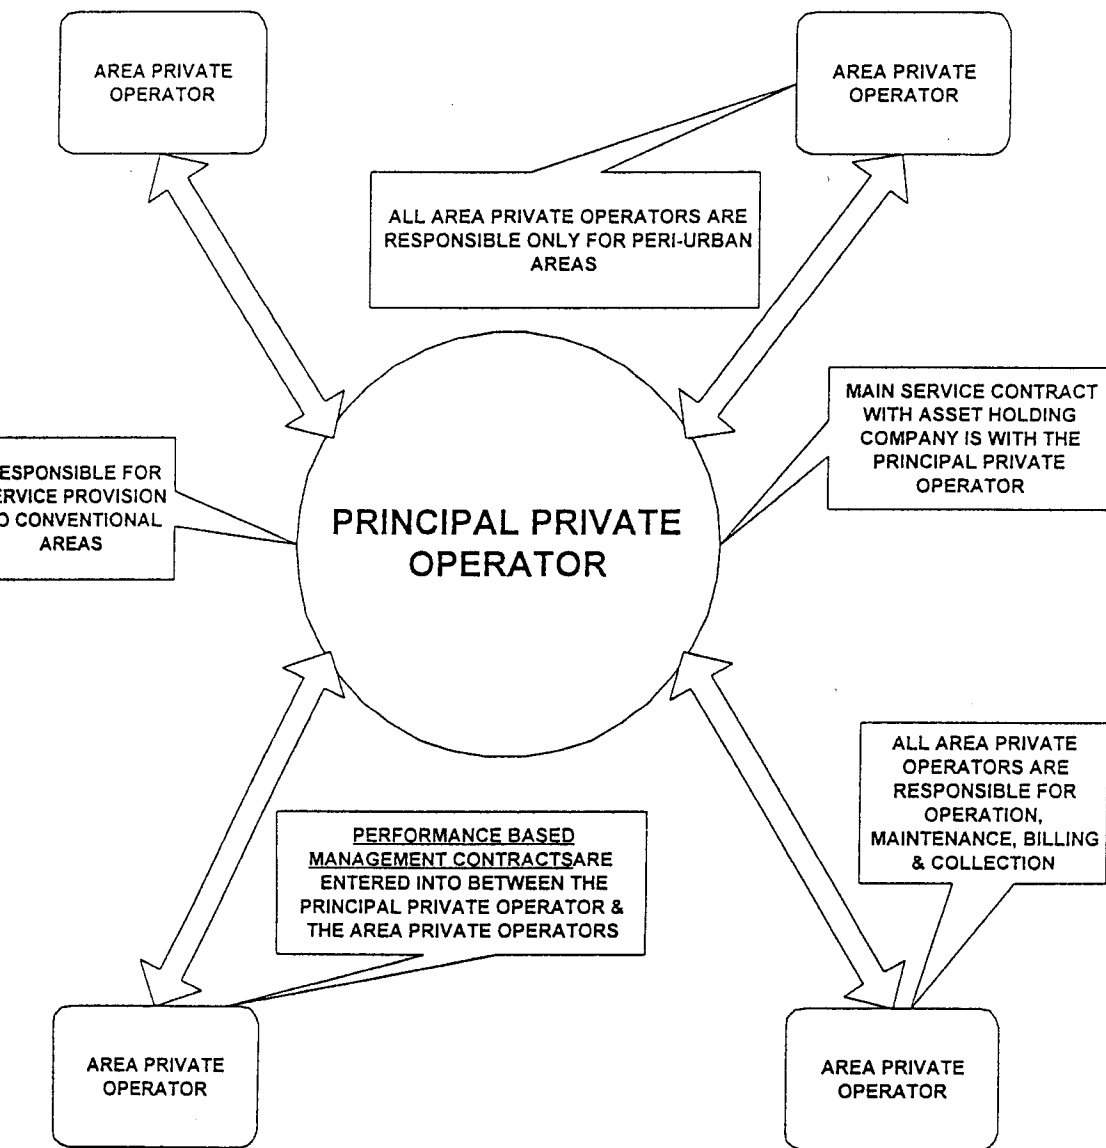 AREA PRIVATE
OPERATOR
AREA PRIVATE
OPERATOR
ALL AREA PRIVATE OPERATORS ARE
RESPONSIBLE ONLY FOR PERI-URBAN
AREAS
MAIN SERVICE CONTRACT
WITH ASSET HOLDING
COMPANY IS WITH THE
PRINCIPAL PRIVATE
OPERATOR
ESPONSIBLE FOR
ERVICE PROVISION
O CONVENTIONAL
AREAS
PRINCIPAL PRIVATE
OPERATOR
ALL AREA PRIVATE
OPERATORS ARE
RESPONSIBLE FOR
OPERATION,
MAINTENANCE, BILLING
& COLLECTION
PERFORMANCE BASED
MANAGEMENT CONTRACTSARE
ENTERED INTO BETWEEN THE
PRINCIPAL PRIVATE OPERATOR &
THE AREA PRIVATE OPERATORS
AREA PRIVATE
OPERATOR
AREA PRIVATE
OPERATOR